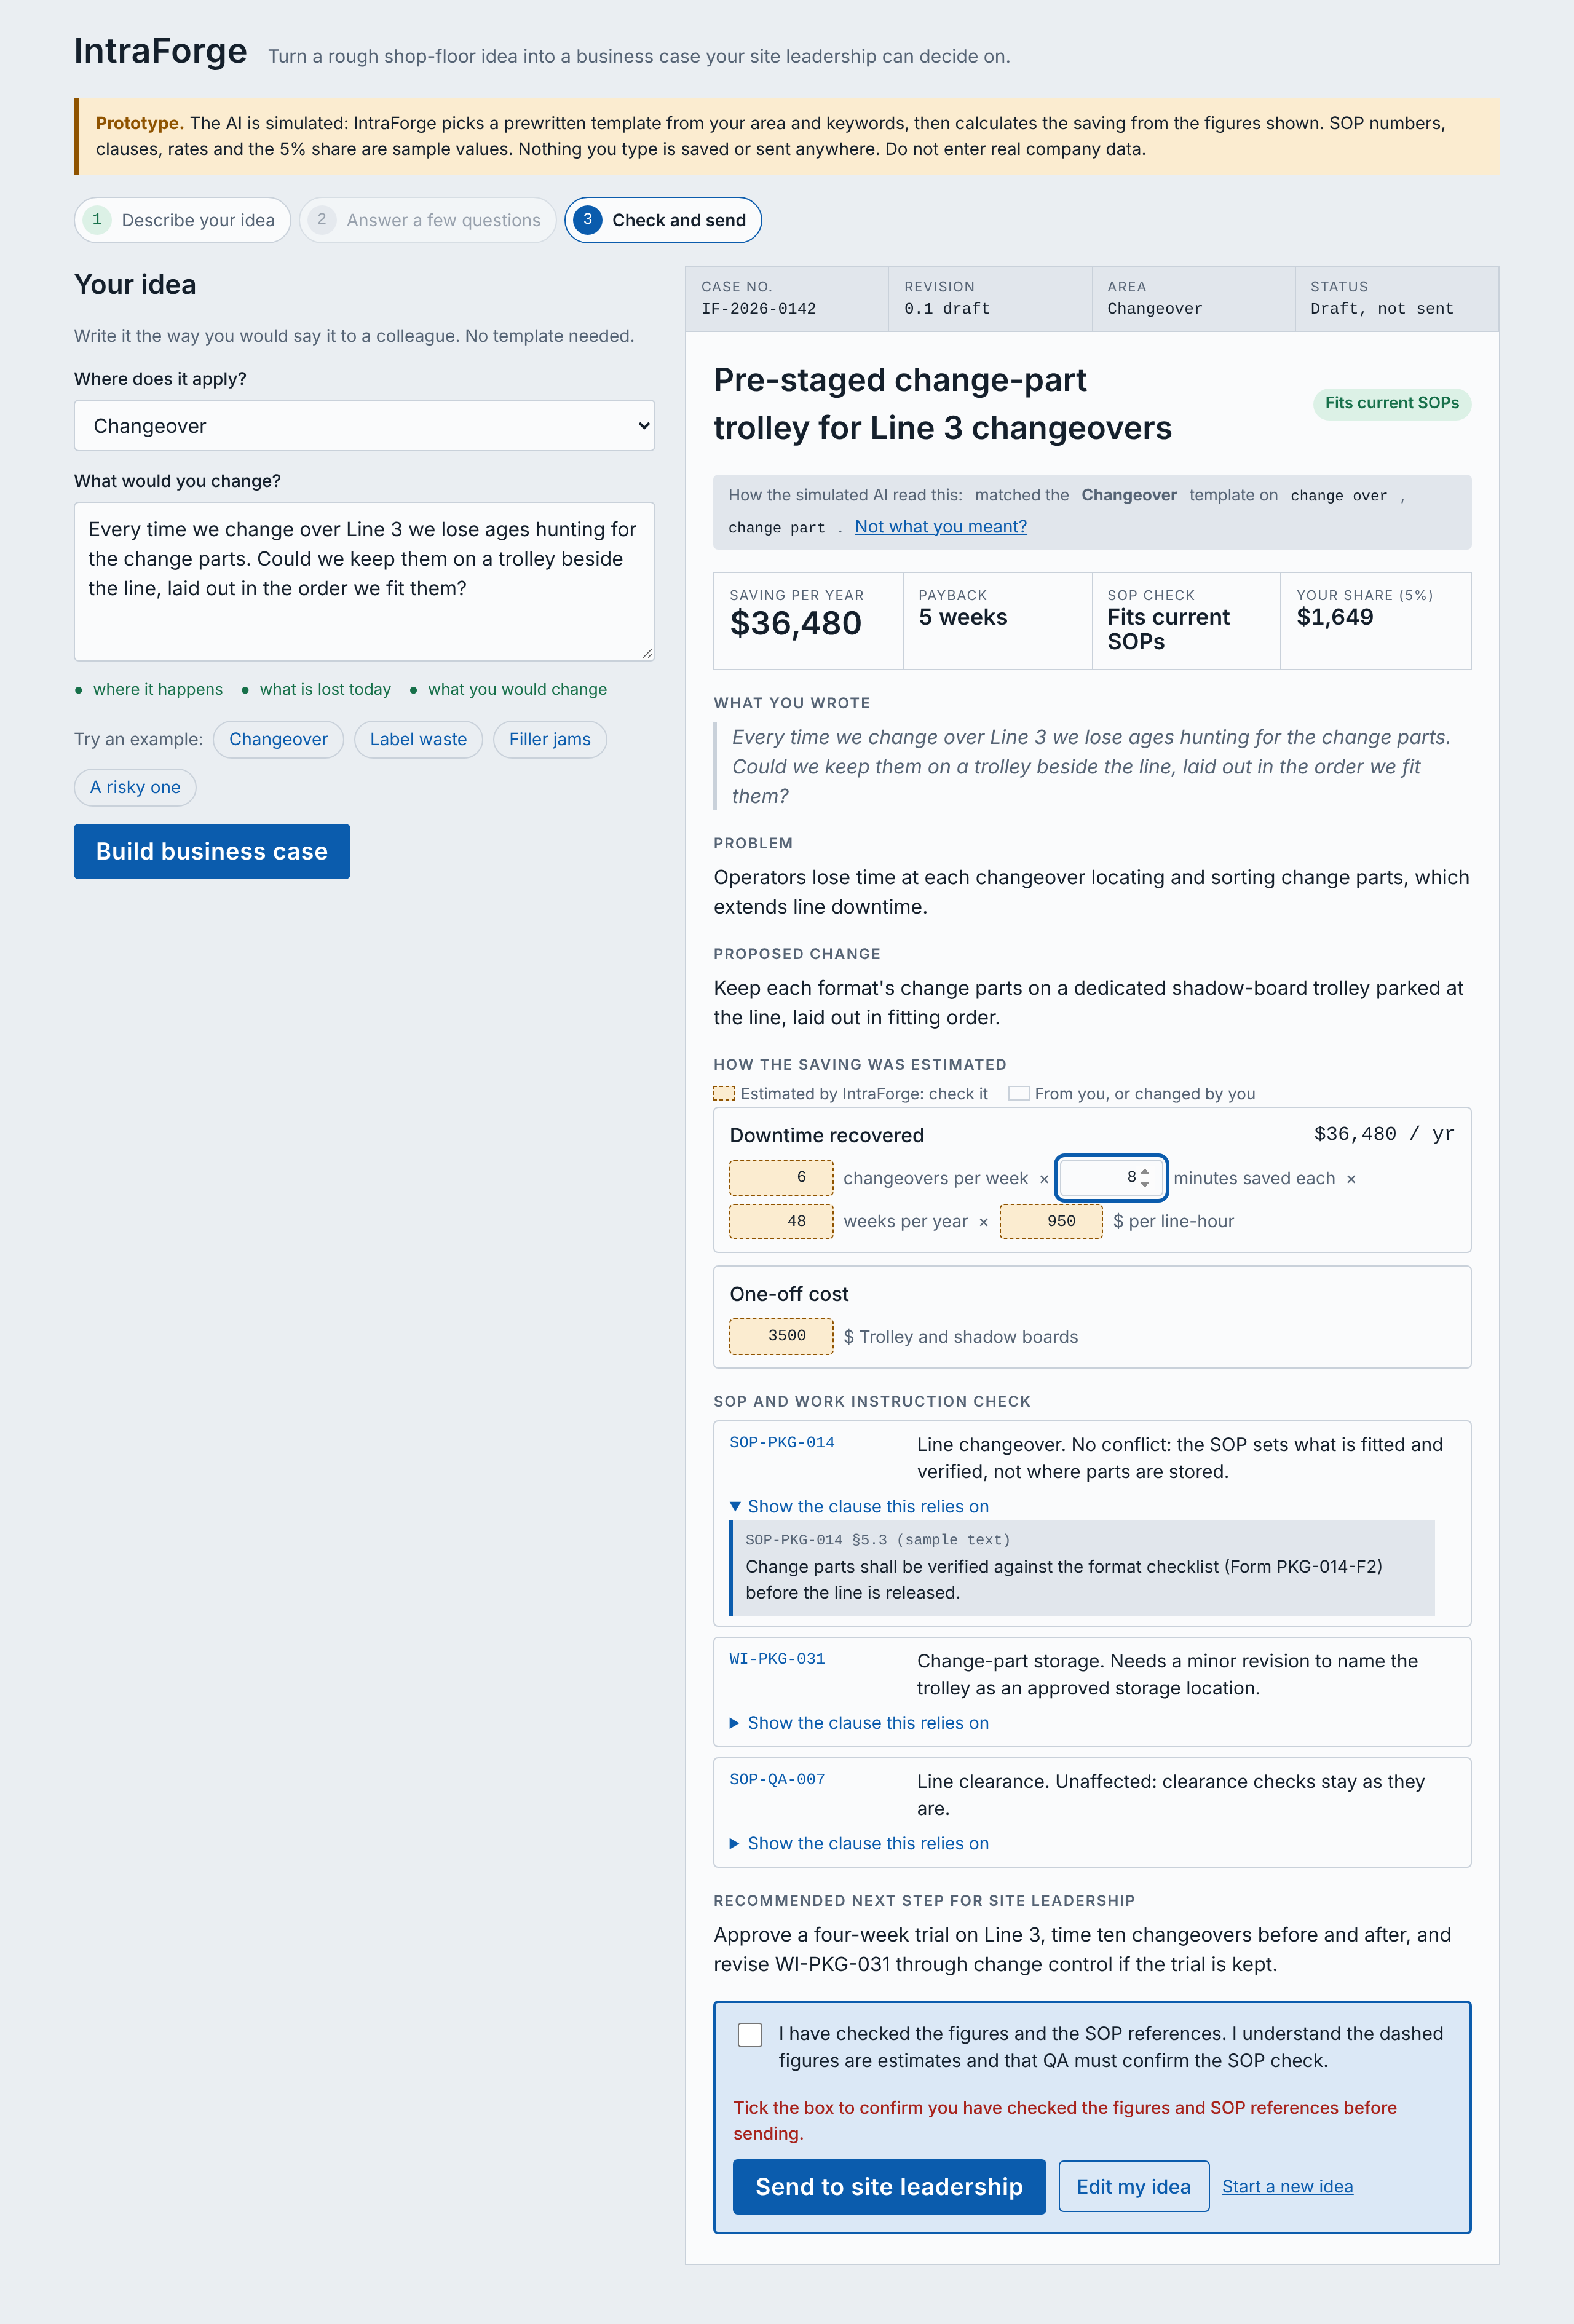 IntraForge Turn a rough shop-floor idea into a business case your site leadership can decide on.
Prototype. The AI is simulated: IntraForge picks a prewritten template from your area and keywords, then calculates the saving from the figures shown. SOP numbers,
clauses, rates and the 5% share are sample values. Nothing you type is saved or sent anywhere. Do not enter real company data.
1 Describe your idea 2 Answer a few questions 3 Check and send
Your idea
Write it the way you would say it to a colleague. No template needed.
Where does it apply?
Changeover
What would you change?
Every time we change over Line 3 we lose ages hunting for
the change parts. Could we keep them on a trolley beside
the line, laid out in the order we fit them?
● where it happens ● what is lost today ● what you would change
Try an example: Changeover Label waste Filler jams
A risky one
Build business case
CASE NO. REVISION AREA STATUS
IF-2026-0142 0.1 draft Changeover Draft, not sent
Pre-staged change-part
trolley for Line 3 changeovers
Fits current SOPs
How the simulated AI read this: matched the Changeover template on change over ,
change part . Not what you meant?
SAVING PER YEAR PAYBACK SOP CHECK YOUR SHARE (5%)
$36,480 5 weeks Fits current $1,649
SOPs
WHAT YOU WROTE
Every time we change over Line 3 we lose ages hunting for the change parts.
Could we keep them on a trolley beside the line, laid out in the order we fit
them?
PROBLEM
Operators lose time at each changeover locating and sorting change parts, which
extends line downtime.
PROPOSED CHANGE
Keep each format's change parts on a dedicated shadow-board trolley parked at
the line, laid out in fitting order.
HOW THE SAVING WAS ESTIMATED
Estimated by IntraForge: check it From you, or changed by you
Downtime recovered $36,480 / yr
6 changeovers per week × 8 minutes saved each ×
48 weeks per year × 950 $ per line-hour
One-off cost
3500 $ Trolley and shadow boards
SOP AND WORK INSTRUCTION CHECK
SOP-PKG-014 Line changeover. No conflict: the SOP sets what is fitted and
verified, not where parts are stored.
▼ Show the clause this relies on
SOP-PKG-014 §5.3 (sample text)
Change parts shall be verified against the format checklist (Form PKG-014-F2)
before the line is released.
WI-PKG-031 Change-part storage. Needs a minor revision to name the
trolley as an approved storage location.
▶ Show the clause this relies on
SOP-QA-007 Line clearance. Unaffected: clearance checks stay as they
are.
▶ Show the clause this relies on
RECOMMENDED NEXT STEP FOR SITE LEADERSHIP
Approve a four-week trial on Line 3, time ten changeovers before and after, and
revise WI-PKG-031 through change control if the trial is kept.
I have checked the figures and the SOP references. I understand the dashed
figures are estimates and that QA must confirm the SOP check.
Tick the box to confirm you have checked the figures and SOP references before
sending.
Send to site leadership Edit my idea Start a new idea